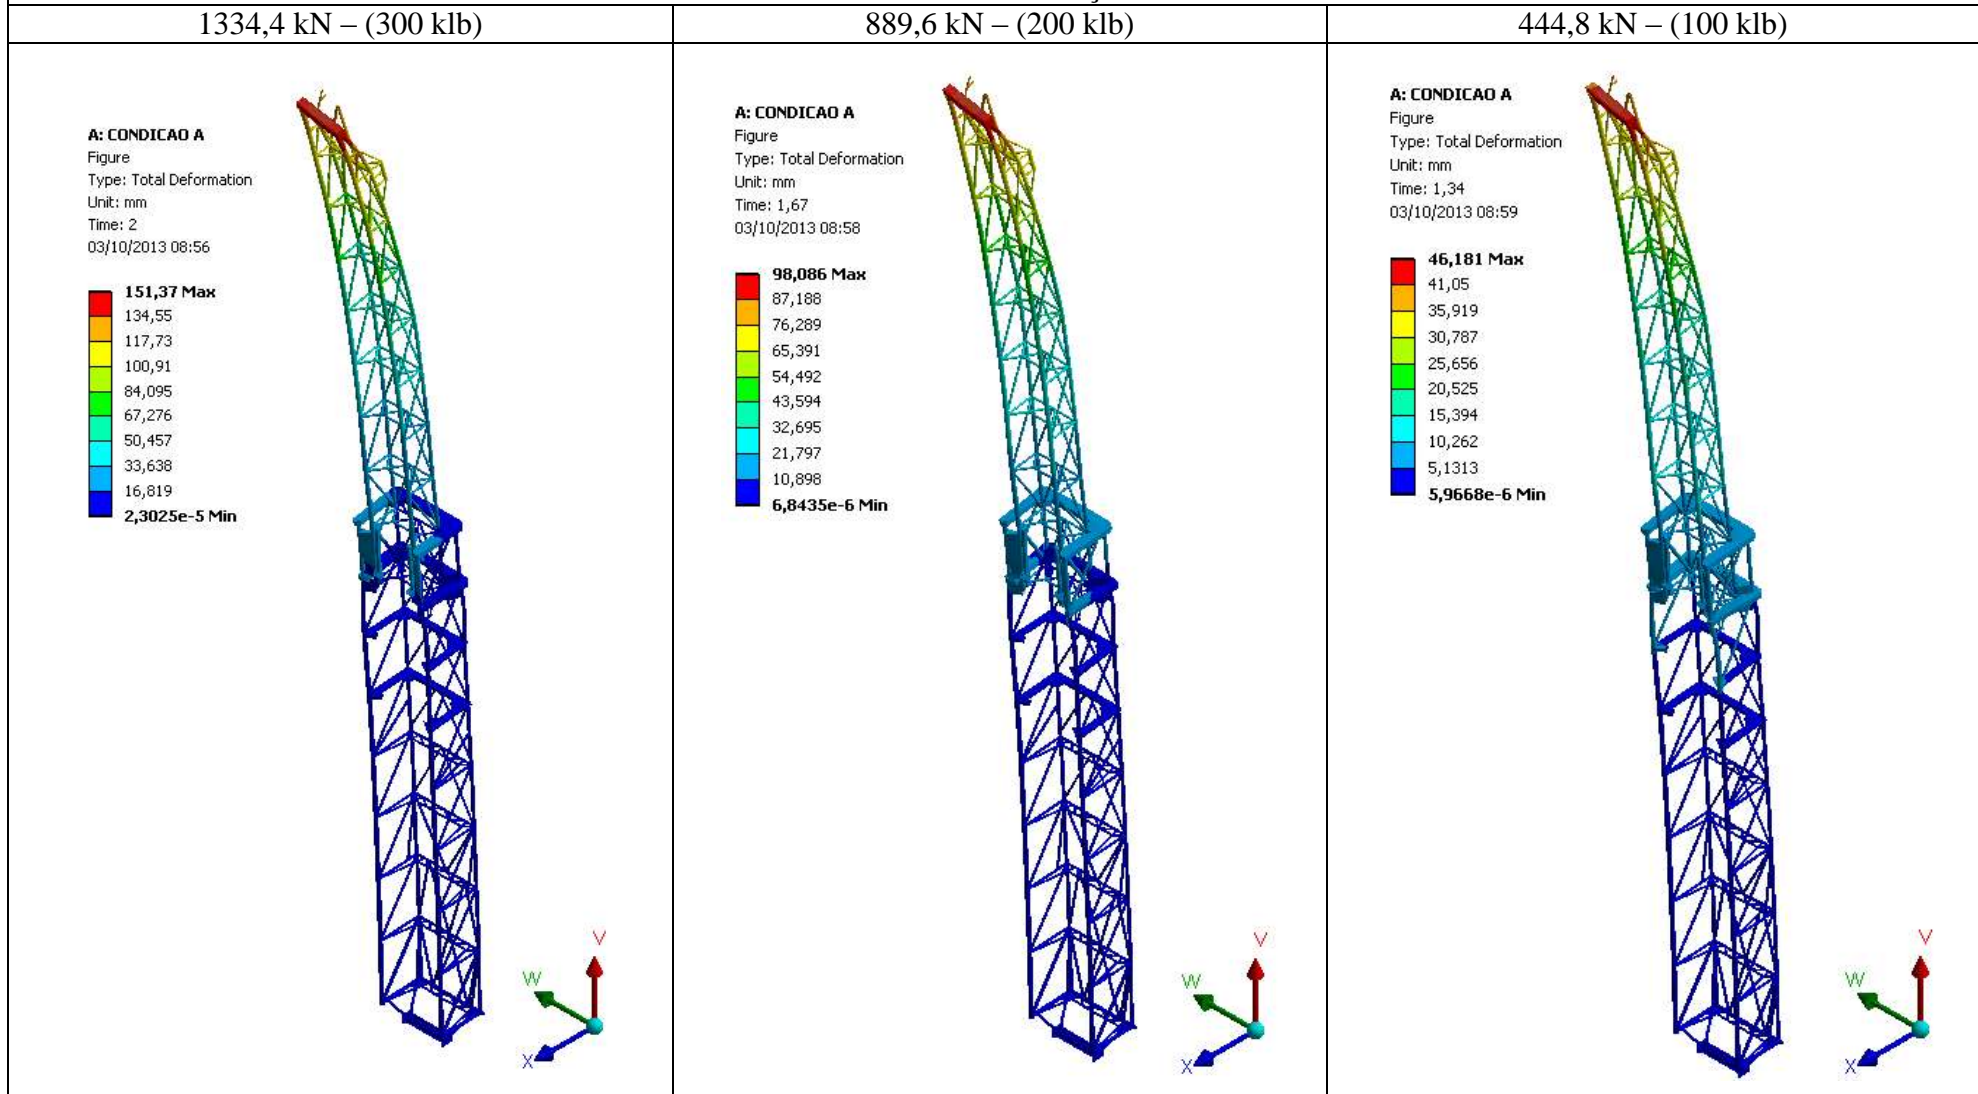 1334,4 kN – (300 klb)
889,6 kN – (200 klb)
444,8 kN – (100 klb)
A: CONDICAO A
Figure
Type: Total Deformation
Unit: mm
Time: 2
03/10/2013 08:56
151,37 Max
134,55
117,73
100,91
84,095
67,276
50,457
33,638
16,819
2,3025e-5 Min
V
W
X
A: CONDICAO A
Figure
Type: Total Deformation
Unit: mm
Time: 1,67
03/10/2013 08:58
98,086 Max
87,188
76,289
65,391
54,492
43,594
32,695
21,797
10,898
6,8435e-6 Min
V
W
X
A: CONDICAO A
Figure
Type: Total Deformation
Unit: mm
Time: 1,34
03/10/2013 08:59
46,181 Max
41,05
35,919
30,787
25,656
20,525
15,394
10,262
5,1313
5,9668e-6 Min
V
W
X